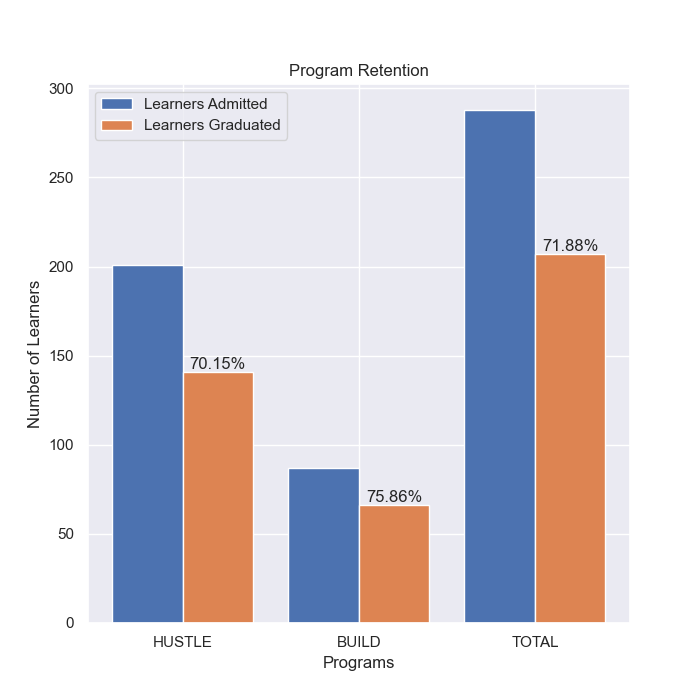 Program Retention
300
Learners Admitted
Learners Graduated
250
71.88%
200
150
70.15%
100
75.86%
50
0
Number of Learners
HUSTLE BUILD TOTAL
Programs